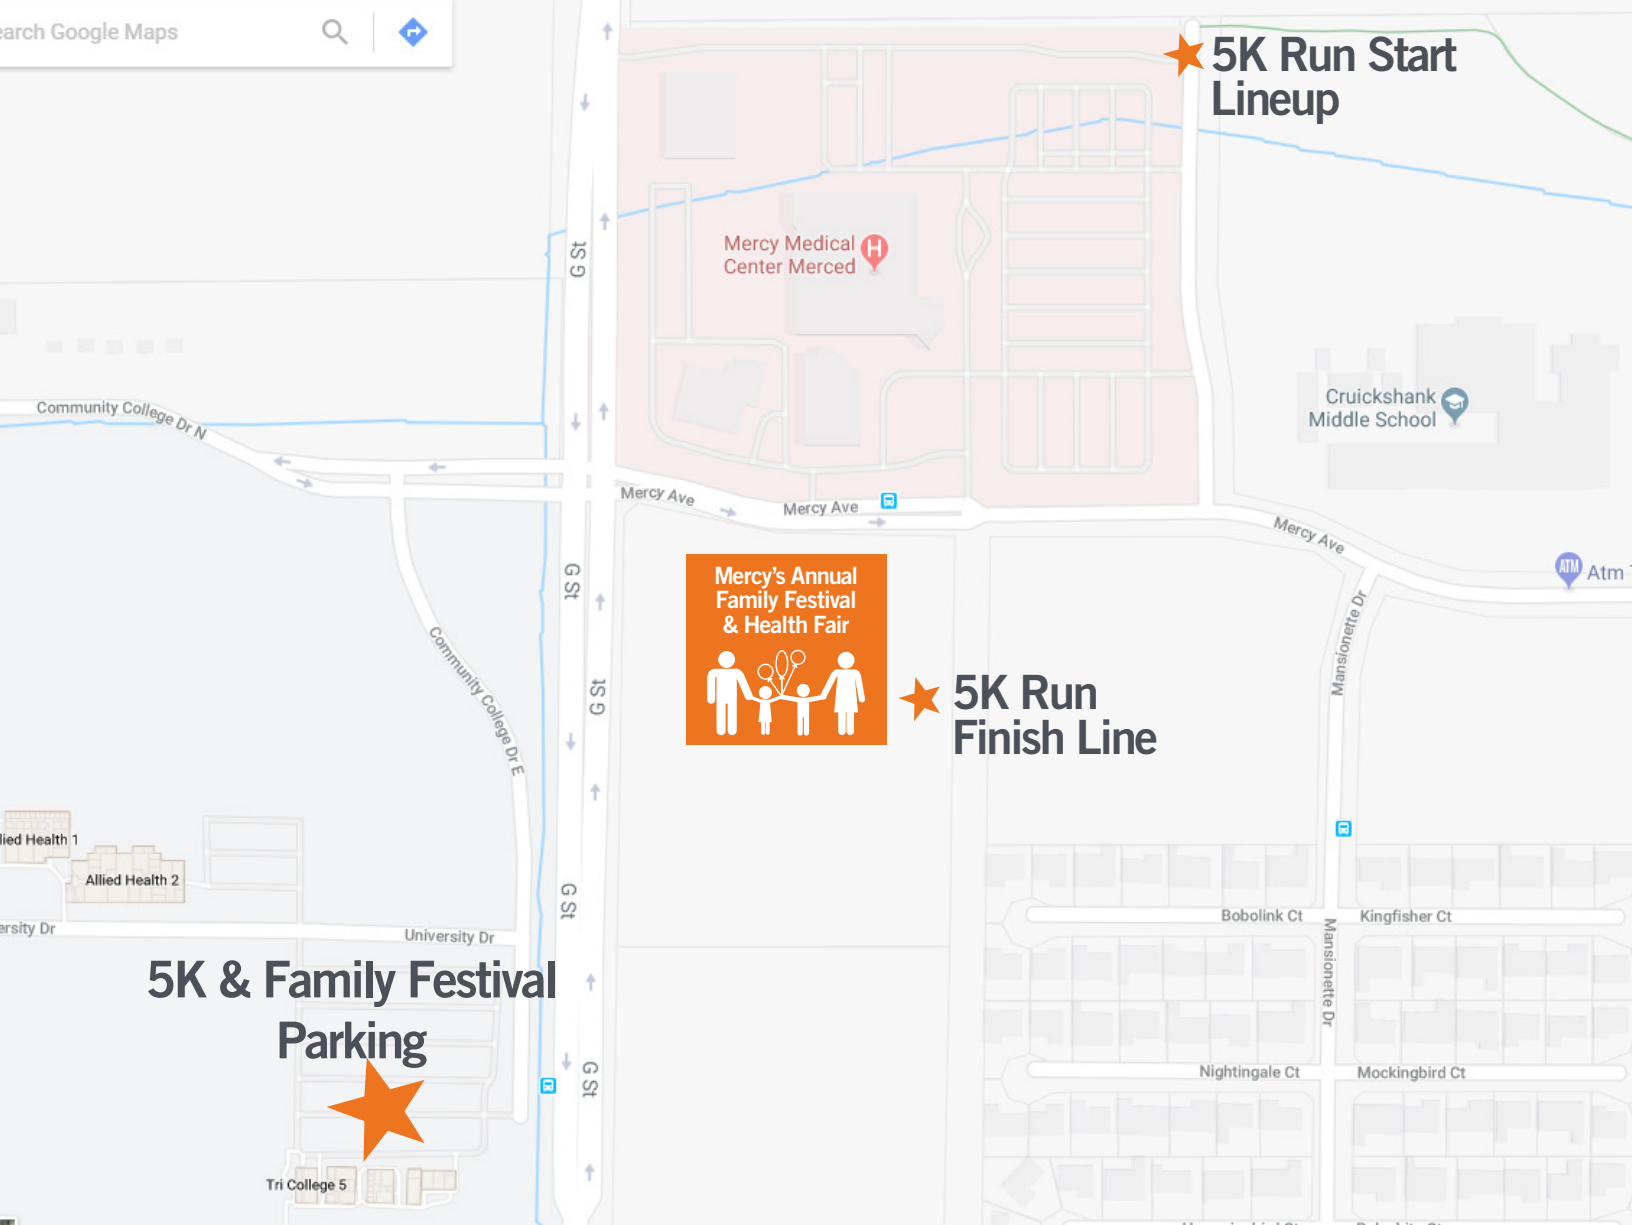 earch Google Maps
5K Run Start
Lineup
G St
Mercy Medical
Center Merced
H
Cruickshank
Middle School
Community College Dr N
Mercy Ave
Mercy Ave
Mercy Ave
ATM
Atm
G St
Mercy's Annual
Family Festival
& Health Fair
Mansionette Dr
Community College Dr E
G St
5K Run
Finish Line
lied Health 1
Allied Health 2
G St
Bobolink Ct
Kingfisher Ct
ersity Dr
University Dr
Mansionette Dr
5K & Family Festival
Parking
G St
Nightingale Ct
Mockingbird Ct
Tri College 5